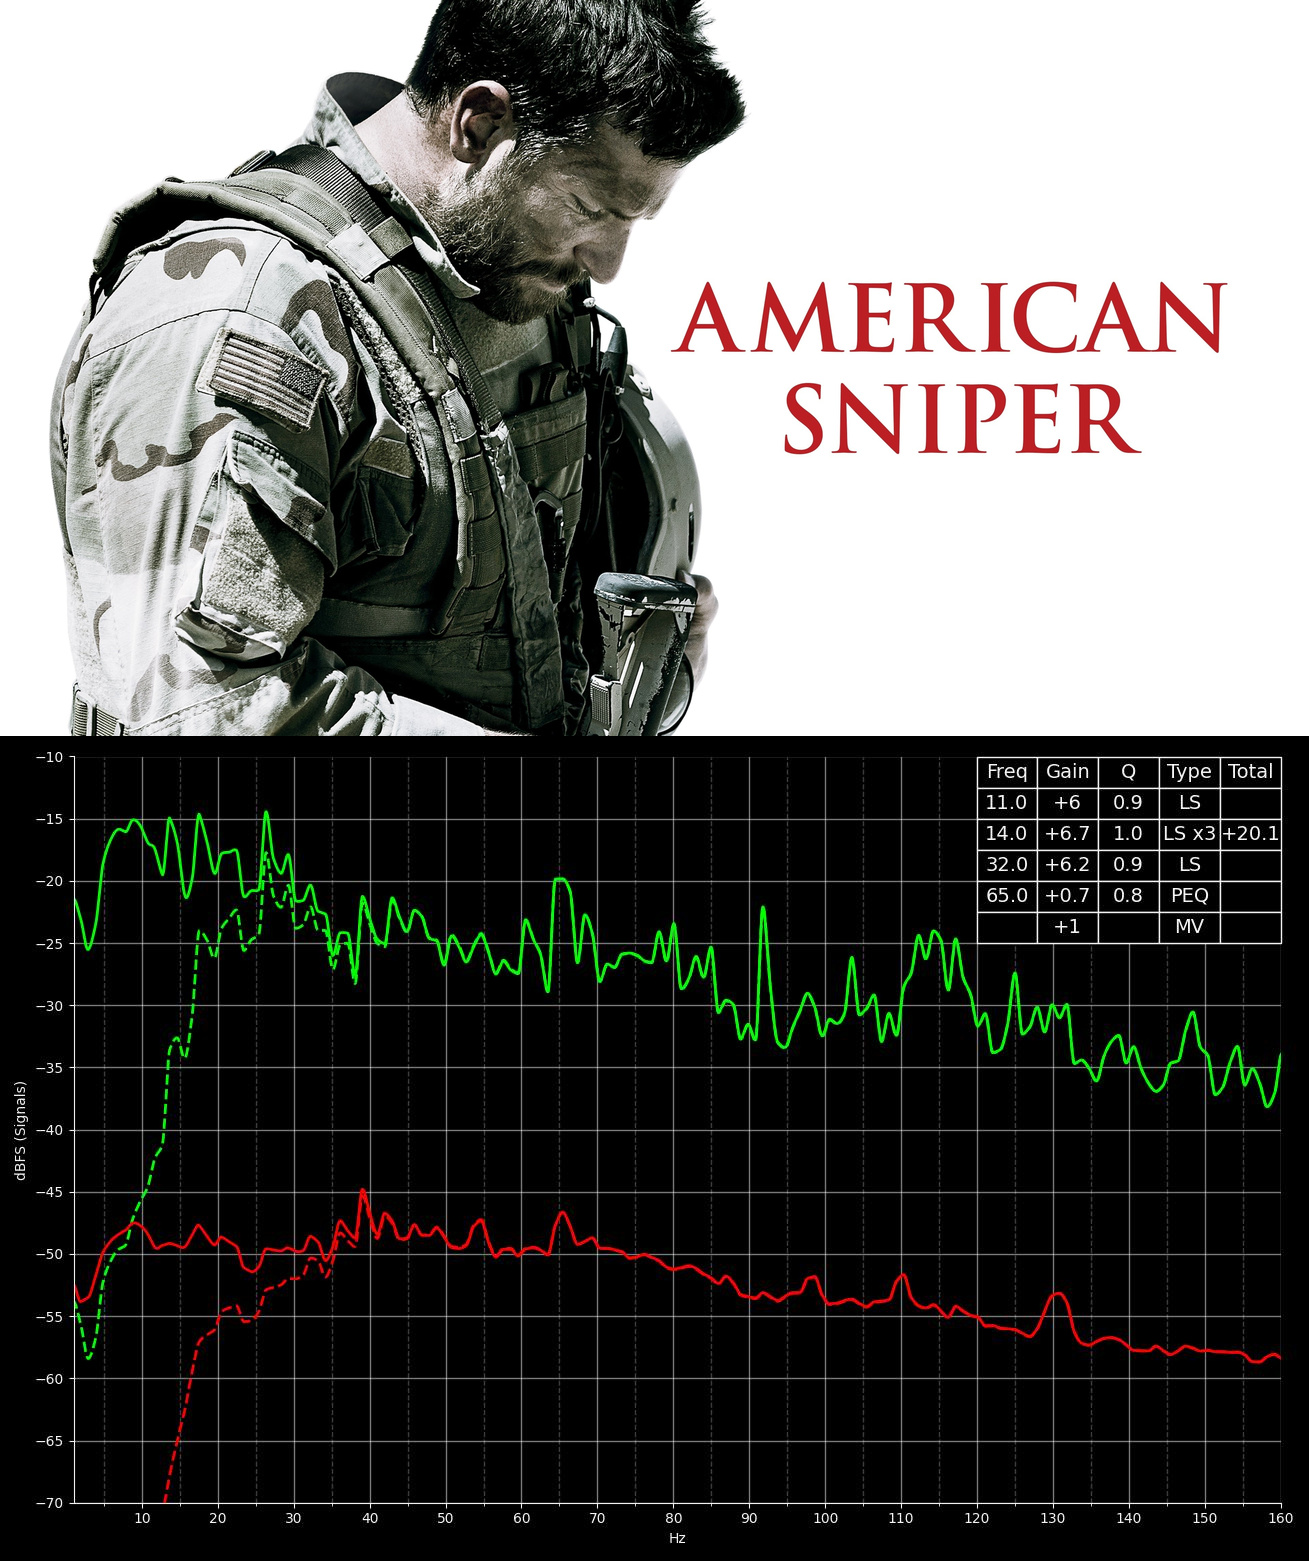 AMERICAN
SNIPER
Freq Gain Q Type Total
11.0 +6 0.9 LS
14.0 +6.7 1.0 LS x3 +20.1
32.0 +6.2 0.9 LS
65.0 +0.7 0.8 PEQ
+1 MV
−10
−15
−20
−25
−30
−35
−40
−45
−50
−55
−60
−65
−70
dBFS (Signals)
10 20 30 40 50 60 70 80 90 100 110 120 130 140 150 160
Hz